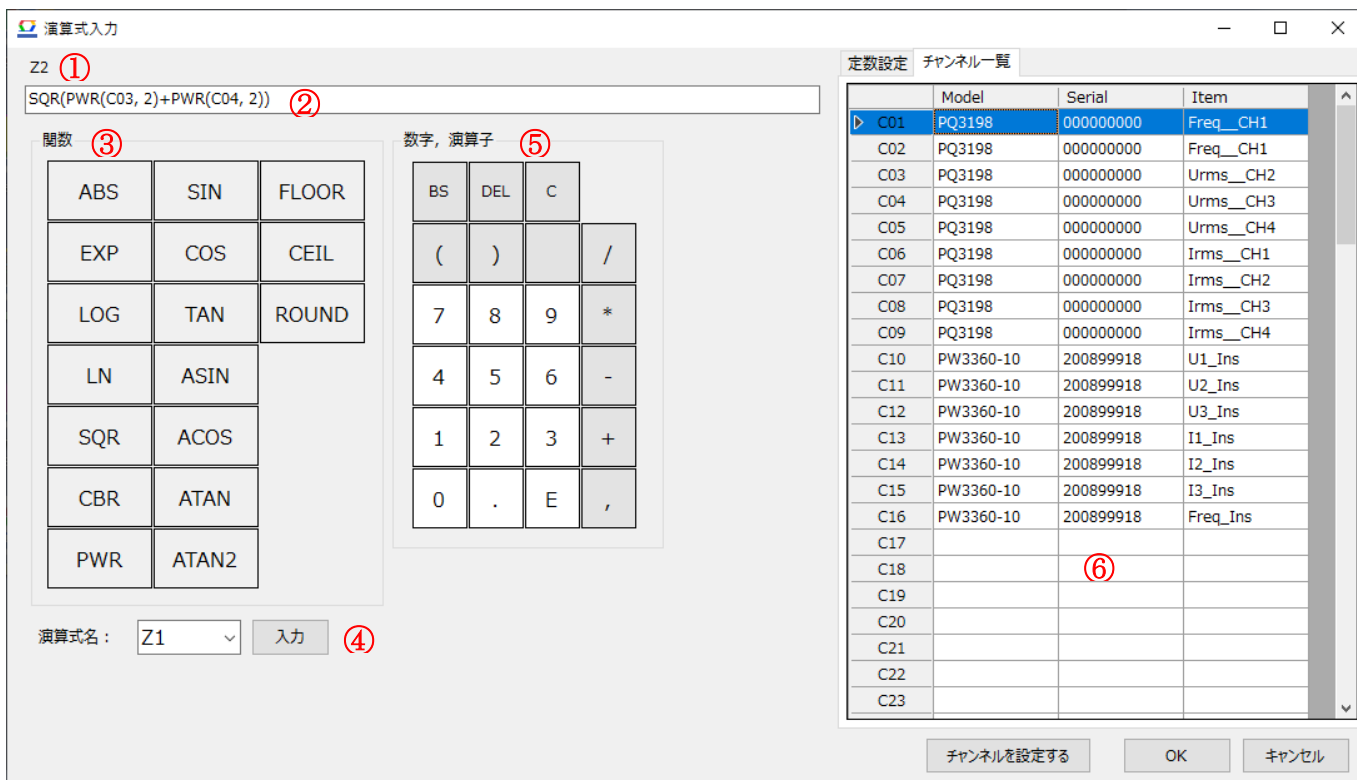 演算式入力
Z2 ①
SQR(PWR(C03, 2)+PWR(C04, 2)) ②
関数 ③
ABS SIN FLOOR
EXP COS CEIL
LOG TAN ROUND
LN ASIN
SQR ACOS
CBR ATAN
PWR ATAN2
数字, 演算子 ⑤
BS DEL C
( ) /
7 8 9 *
4 5 6 -
1 2 3 +
0 . E ,
演算式名： Z1 入力 ④
定数設定 チャンネル一覧
Model Serial Item
C01 PQ3198 000000000 Freq__CH1
C02 PQ3198 000000000 Freq__CH1
C03 PQ3198 000000000 Urms__CH2
C04 PQ3198 000000000 Urms__CH3
C05 PQ3198 000000000 Urms__CH4
C06 PQ3198 000000000 Irms__CH1
C07 PQ3198 000000000 Irms__CH2
C08 PQ3198 000000000 Irms__CH3
C09 PQ3198 000000000 Irms__CH4
C10 PW3360-10 200899918 U1_Ins
C11 PW3360-10 200899918 U2_Ins
C12 PW3360-10 200899918 U3_Ins
C13 PW3360-10 200899918 I1_Ins
C14 PW3360-10 200899918 I2_Ins
C15 PW3360-10 200899918 I3_Ins
C16 PW3360-10 200899918 Freq_Ins
C17
C18 ⑥
C19
C20
C21
C22
C23
チャンネルを設定する OK キャンセル